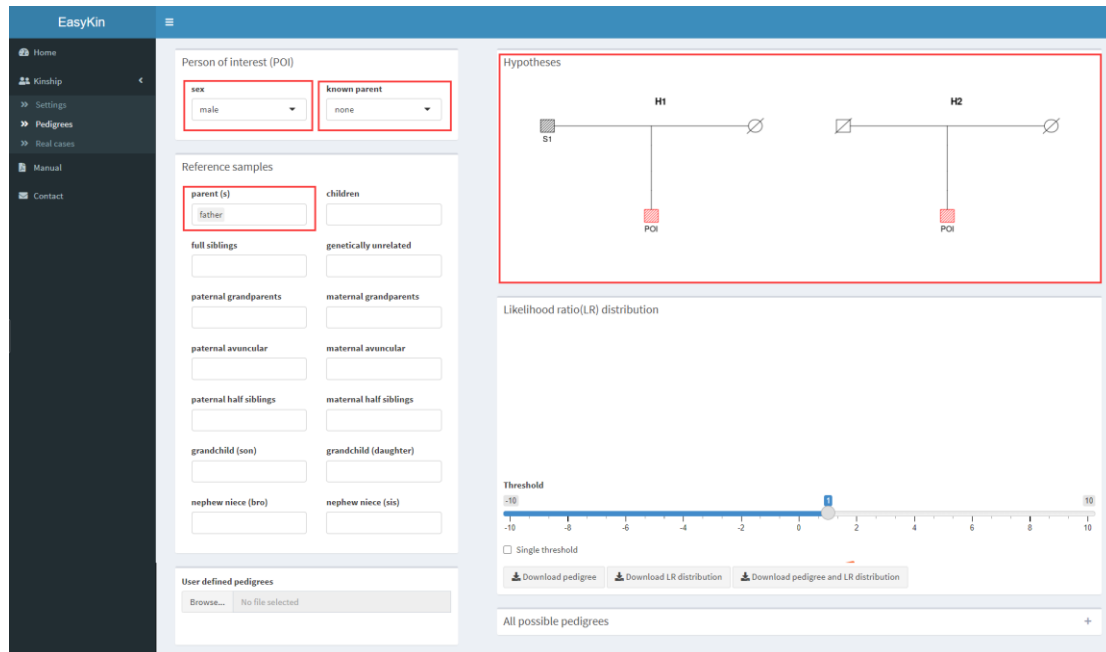 EasyKin
Home
Kinship
Settings
Pedigrees
Real cases
Manual
Contact
Person of interest (POI)
sex
known parent
male
none
Reference samples
parent (s)
children
father
full siblings
genetically unrelated
paternal grandparents
maternal grandparents
paternal avuncular
maternal avuncular
paternal half siblings
maternal half siblings
grandchild (son)
grandchild (daughter)
nephew niece (bro)
nephew niece (sis)
User defined pedigrees
Browse...
No file selected
Hypotheses
H1
H2
S1
POI
POI
Likelihood ratio(LR) distribution
Threshold
-10
1
10
-10 -8 -6 -4 -2 0 2 4 6 8 10
Single threshold
Download pedigree
Download LR distribution
Download pedigree and LR distribution
All possible pedigrees +